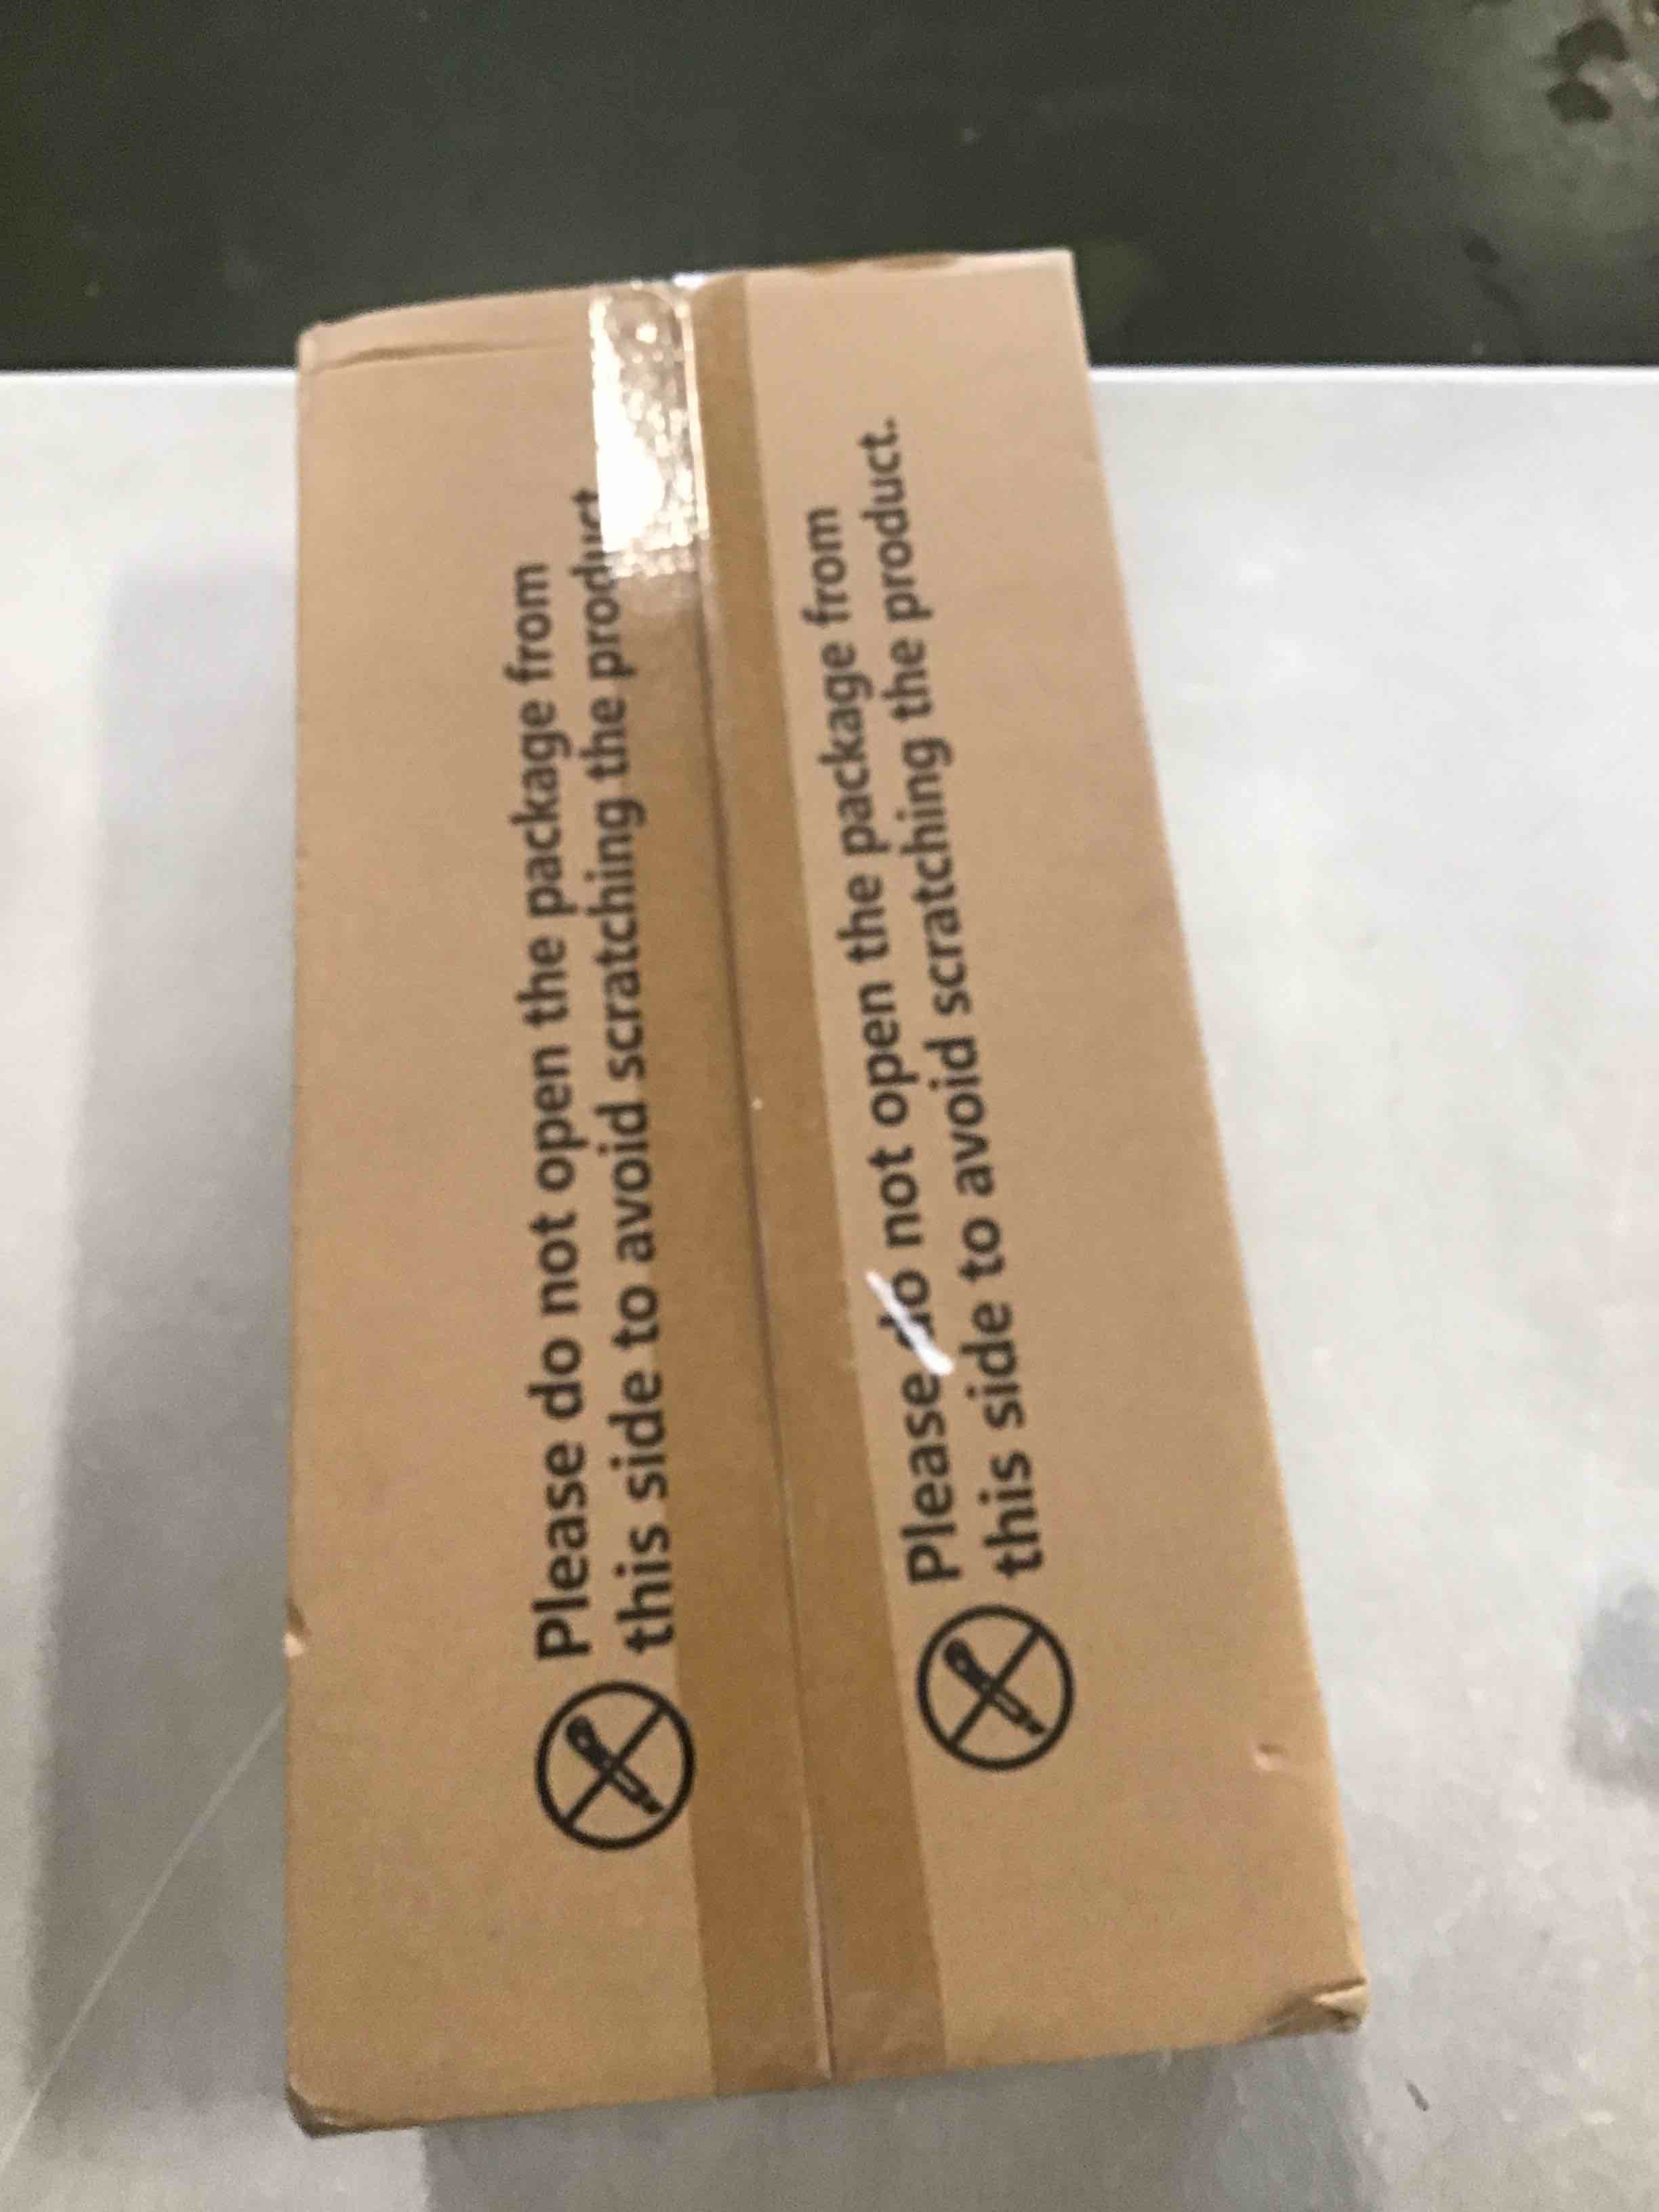 Please do not open the package from
this side to avoid scratching the product
Please do not open the package from
this side to avoid scratching the product.